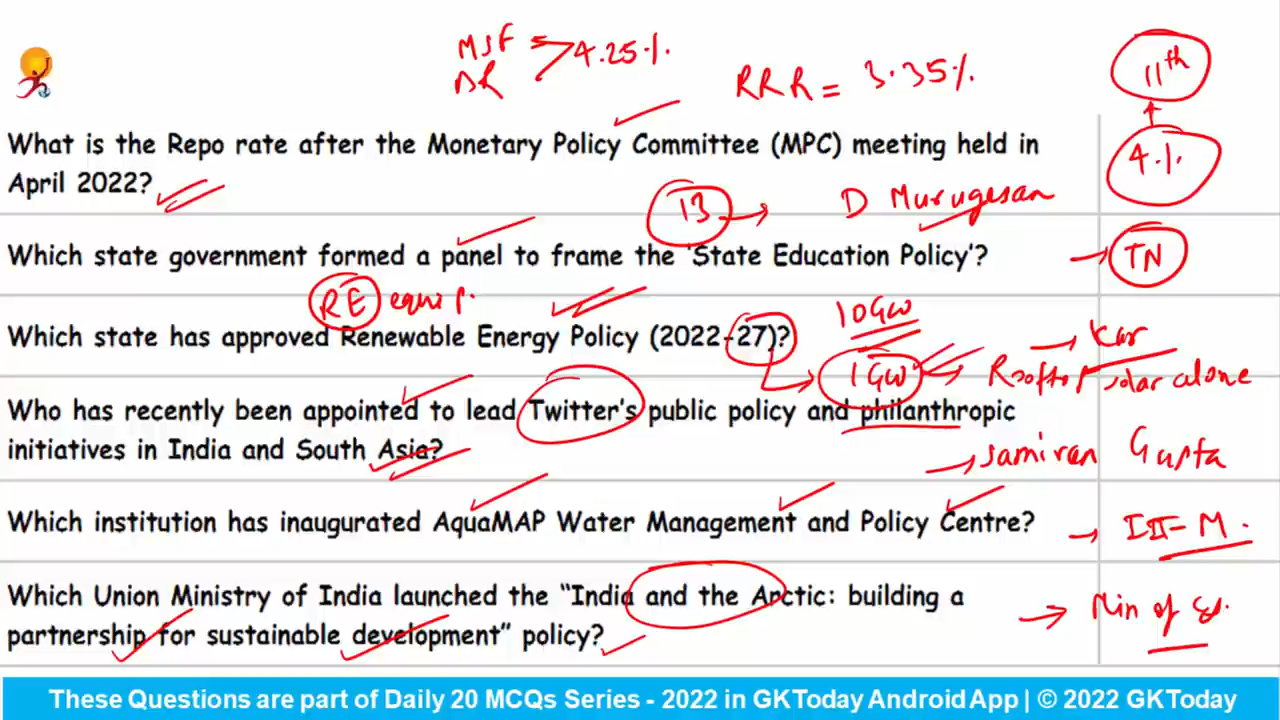 MSF
BR
4.25%
RRR = 3.35%
11th
What is the Repo rate after the Monetary Policy Committee (MPC) meeting held in
April 2022?
4%
13 → D Murugesan
Which state government formed a panel to frame the 'State Education Policy'?
→ TN
RE equip.
10GW
Which state has approved Renewable Energy Policy (2022-27)?
→ Kar
1GW
Rooftop solar alone
Who has recently been appointed to lead Twitter's public policy and philanthropic
initiatives in India and South Asia?
→ Samiran Gupta
Which institution has inaugurated AquaMAP Water Management and Policy Centre?
→ IIT-M.
Which Union Ministry of India launched the “India and the Arctic: building a
partnership for sustainable development” policy?
→ Min of
These Questions are part of Daily 20 MCQs Series - 2022 in GKToday Android App | © 2022 GKToday